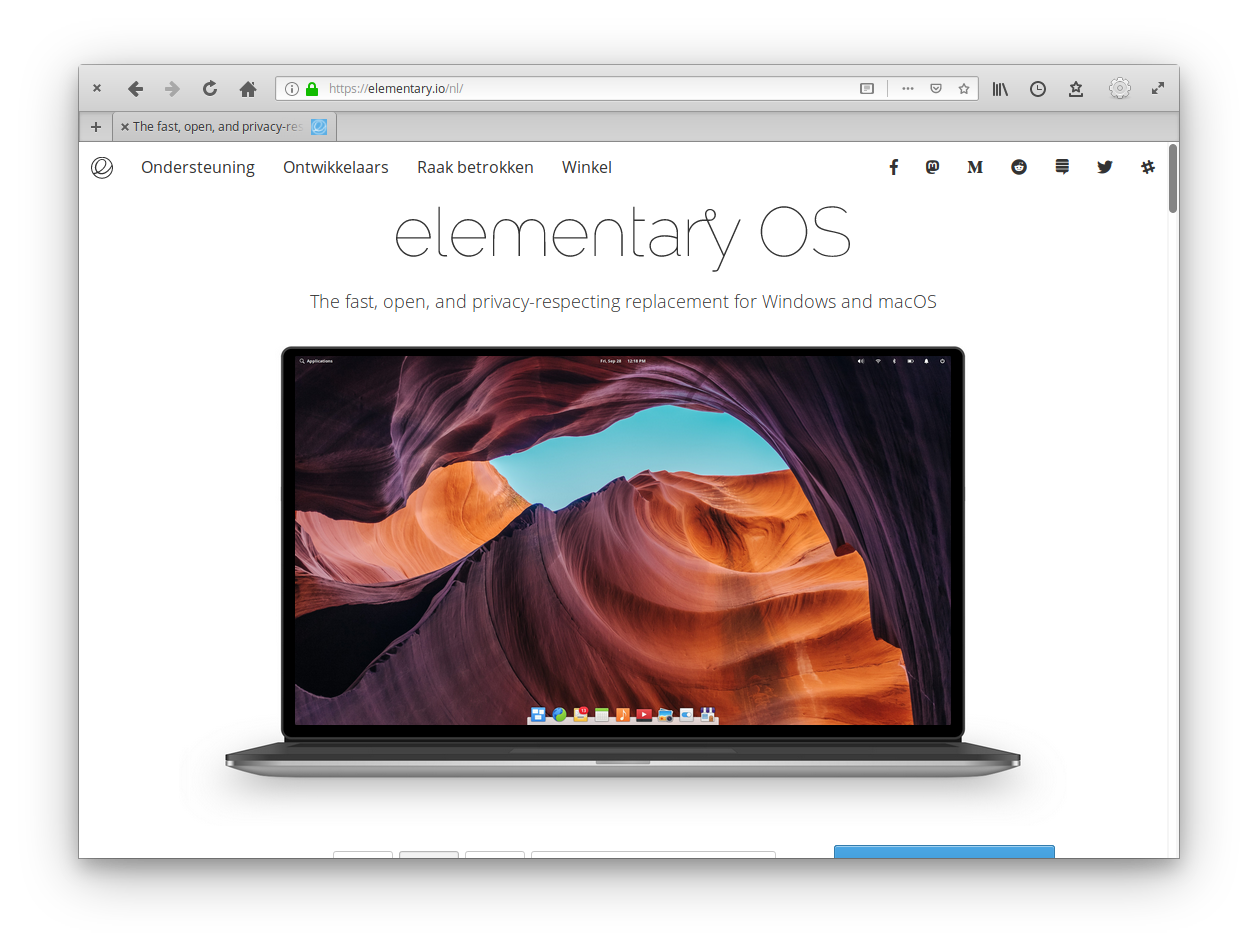 https://elementary.io/nl/
The fast, open, and privacy-res
Ondersteuning Ontwikkelaars Raak betrokken Winkel
elementary OS
The fast, open, and privacy-respecting replacement for Windows and macOS
Applications Fri, Sep 28 12:18 PM